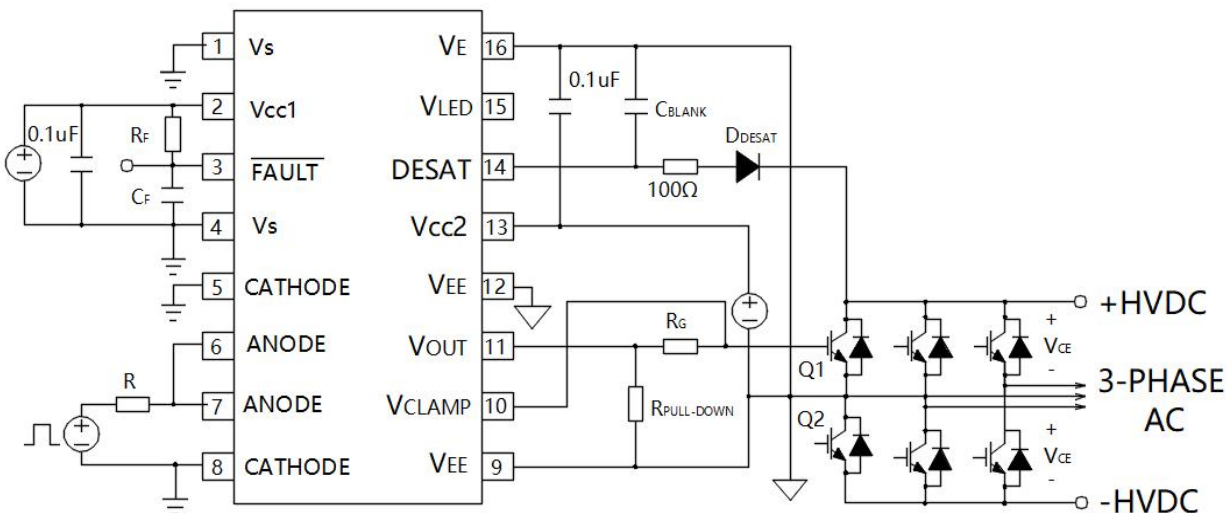 1 Vs VE 16
0.1uF
2 Vcc1 VLED 15
CBLANK
DDESAT
0.1uF RF
3 FAULT DESAT 14
100Ω
CF
4 Vs Vcc2 13
5 CATHODE VEE 12
+HVDC
RG
6 ANODE VOUT 11
Q1
+
VCE
-
R
7 ANODE VCLAMP 10
RPULL-DOWN
3-PHASE
AC
Q2
+
VCE
-
8 CATHODE VEE 9
-HVDC